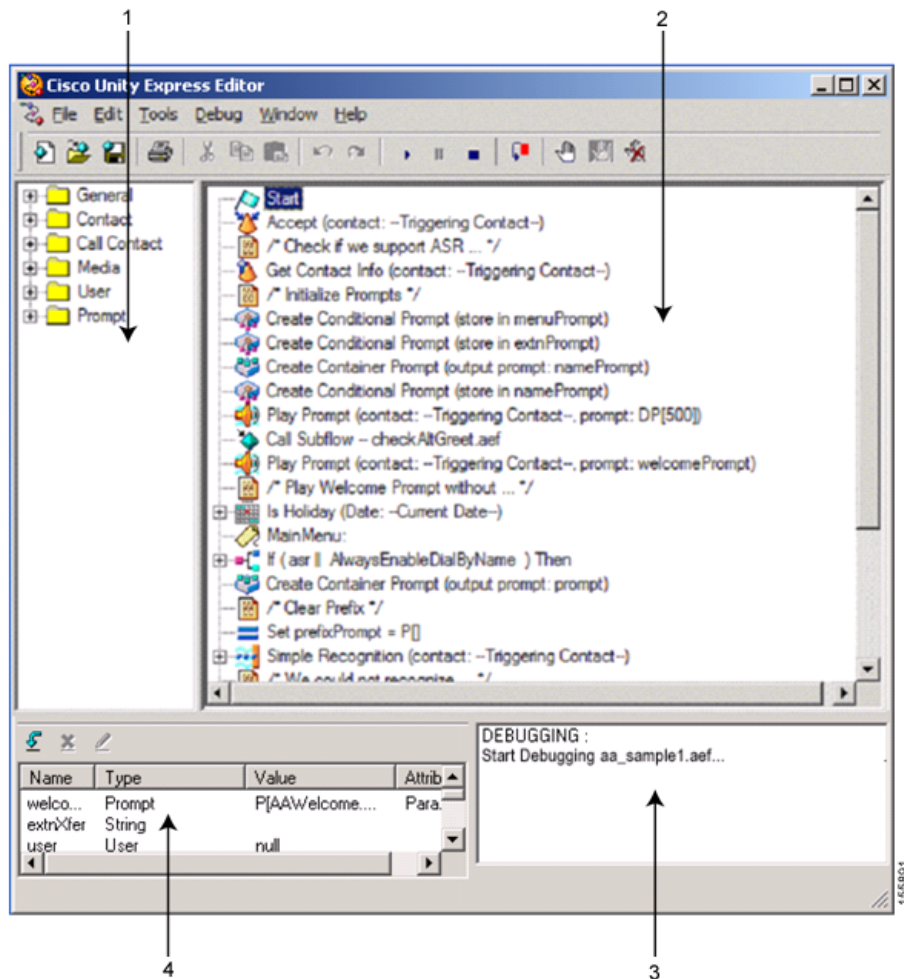 1
2
Cisco Unity Express Editor
File Edit Tools Debug Window Help
General
Contact
Call Contact
Media
User
Prompt
Start
Accept (contact: --Triggering Contact--)
/* Check if we support ASR ... */
Get Contact Info (contact: --Triggering Contact--)
/* Initialize Prompts */
Create Conditional Prompt (store in menuPrompt)
Create Conditional Prompt (store in extnPrompt)
Create Container Prompt (output prompt: namePrompt)
Create Conditional Prompt (store in namePrompt)
Play Prompt (contact: --Triggering Contact--, prompt: DP[500])
Call Subflow -- checkAltGreet.aef
Play Prompt (contact: --Triggering Contact--, prompt: welcomePrompt)
/* Play Welcome Prompt without ... */
Is Holiday (Date: --Current Date--)
MainMenu:
If ( asr || AlwaysEnableDialByName ) Then
Create Container Prompt (output prompt: prompt)
/* Clear Prefix */
Set prefixPrompt = P[]
Simple Recognition (contact: --Triggering Contact--)
/* We could not recognize ... */
Name Type Value Attrib
welco... Prompt P[AAWelcome.... Para.
extnXfer String
user User null
DEBUGGING :
Start Debugging aa_sample1.aef...
155891
4
3